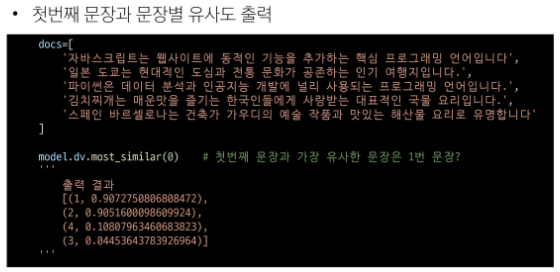 • 첫번째 문장과 문장별 유사도 출력
docs=[
'자바스크립트는 웹사이트에 동적인 기능을 추가하는 핵심 프로그래밍 언어입니다',
'일본 도쿄는 현대적인 도심과 전통 문화가 공존하는 인기 여행지입니다.',
'파이썬은 데이터 분석과 인공지능 개발에 널리 사용되는 프로그래밍 언어입니다.',
'김치찌개는 매운맛을 즐기는 한국인들에게 사랑받는 대표적인 국물 요리입니다.',
'스페인 바르셀로나는 건축가 가우디의 예술 작품과 맛있는 해산물 요리로 유명합니다'
]
model.dv.most_similar(0) # 첫번째 문장과 가장 유사한 문장은 1번 문장?
'''
출력 결과
[(1, 0.9072750806808472),
(2, 0.9051600098609924),
(4, 0.10807963460683823),
(3, 0.04453643783926964)]
'''